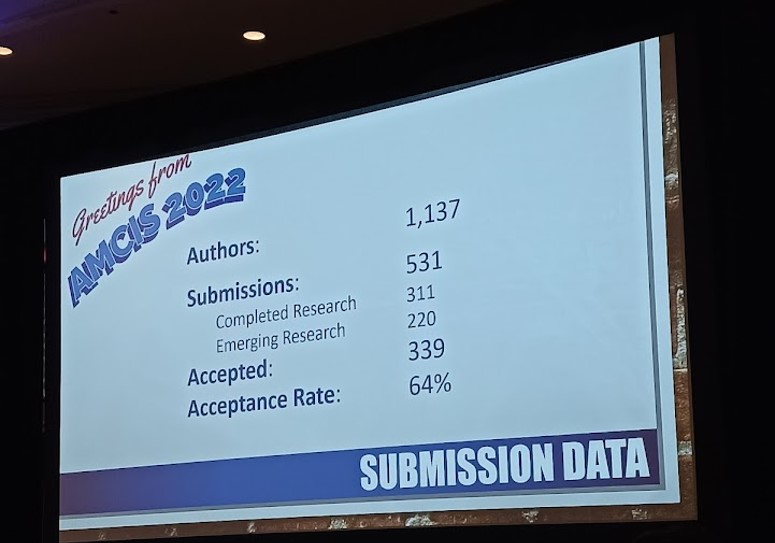 Greetings from
AMCIS 2022
Authors: 1,137
Submissions: 531
Completed Research 311
Emerging Research 220
Accepted: 339
Acceptance Rate: 64%
SUBMISSION DATA